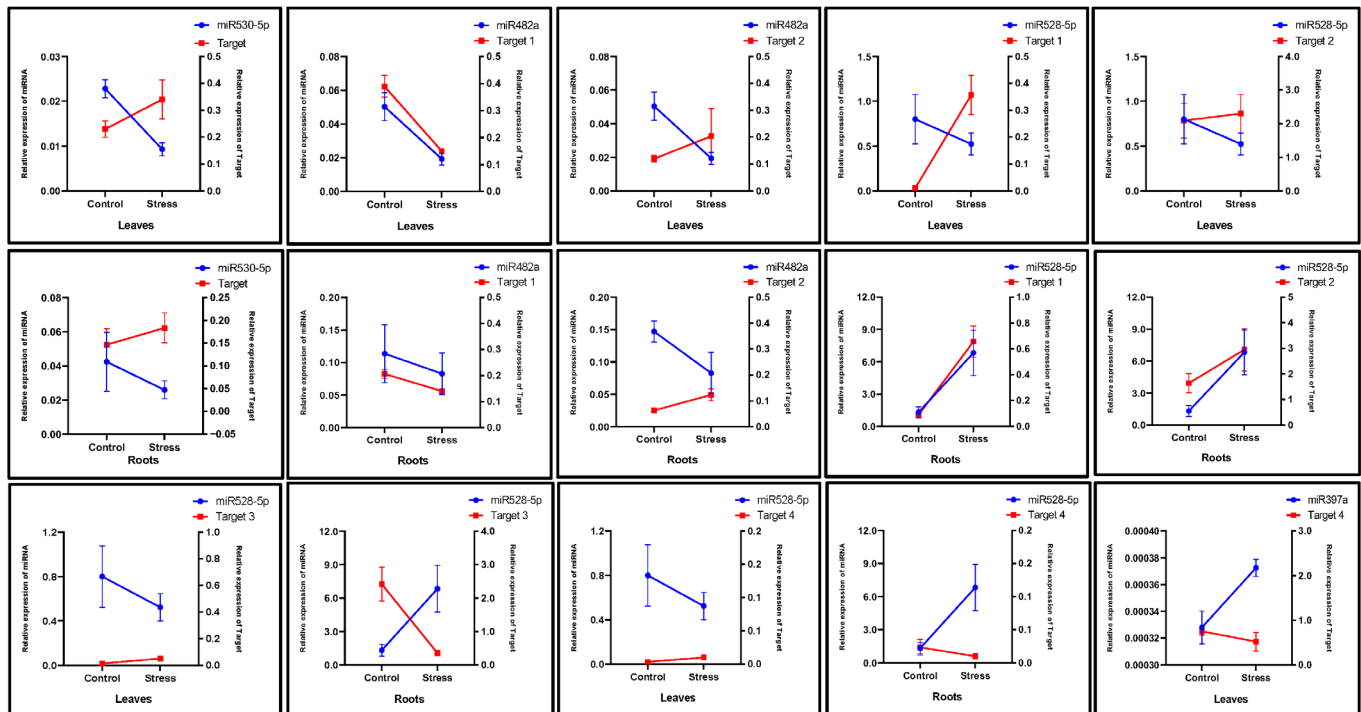 miR530-5p
Target
Relative expression of miRNA
0.03
0.02
0.01
0.00
0.5
0.4
0.3
0.2
0.1
0.0
Relative expression of Target
Control Stress
Leaves
miR482a
Target 1
Relative expression of miRNA
0.08
0.06
0.04
0.02
0.00
0.5
0.4
0.3
0.2
0.1
0.0
Relative expression of Target
Control Stress
Leaves
miR482a
Target 2
Relative expression of miRNA
0.08
0.06
0.04
0.02
0.00
0.5
0.4
0.3
0.2
0.1
0.0
Relative expression of Target
Control Stress
Leaves
miR528-5p
Target 1
Relative expression of miRNA
1.5
1.0
0.5
0.0
0.5
0.4
0.3
0.2
0.1
0.0
Relative expression of Target
Control Stress
Leaves
miR528-5p
Target 2
Relative expression of miRNA
1.5
1.0
0.5
0.0
4.0
3.0
2.0
1.0
0.0
Relative expression of Target
Control Stress
Leaves
miR530-5p
Target
Relative expression of miRNA
0.08
0.06
0.04
0.02
0.00
0.25
0.20
0.15
0.10
0.05
0.00
−0.05
Relative expression of Target
Control Stress
Roots
miR482a
Target 1
Relative expression of miRNA
0.20
0.15
0.10
0.05
0.00
0.5
0.4
0.3
0.2
0.1
0.0
Relative expression of Target
Control Stress
Roots
miR482a
Target 2
Relative expression of miRNA
0.20
0.15
0.10
0.05
0.00
0.5
0.4
0.3
0.2
0.1
0.0
Relative expression of Target
Control Stress
Roots
miR528-5p
Target 1
Relative expression of miRNA
12.0
9.0
6.0
3.0
0.0
1.0
0.8
0.6
0.4
0.2
0.0
Relative expression of Target
Control Stress
Roots
miR528-5p
Target 2
Relative expression of miRNA
12.0
9.0
6.0
3.0
0.0
5
4
3
2
1
0
Relative expression of Target
Control Stress
Roots
miR528-5p
Target 3
Relative expression of miRNA
1.2
0.8
0.4
0.0
1.0
0.8
0.6
0.4
0.2
0.0
Relative expression of Target
Control Stress
Leaves
miR528-5p
Target 3
Relative expression of miRNA
12.0
9.0
6.0
3.0
0.0
4.0
3.0
2.0
1.0
0.0
Relative expression of Target
Control Stress
Roots
miR528-5p
Target 4
Relative expression of miRNA
1.2
0.8
0.4
0.0
0.2
0.2
0.1
0.1
0.0
Relative expression of Target
Control Stress
Leaves
miR528-5p
Target 4
Relative expression of miRNA
12.0
9.0
6.0
3.0
0.0
0.2
0.2
0.1
0.1
0.0
Relative expression of Target
Control Stress
Roots
miR397a
Target 4
Relative expression of miRNA
0.00040
0.00038
0.00036
0.00034
0.00032
0.00030
3.0
2.0
1.0
0.0
Relative expression of Target
Control Stress
Leaves